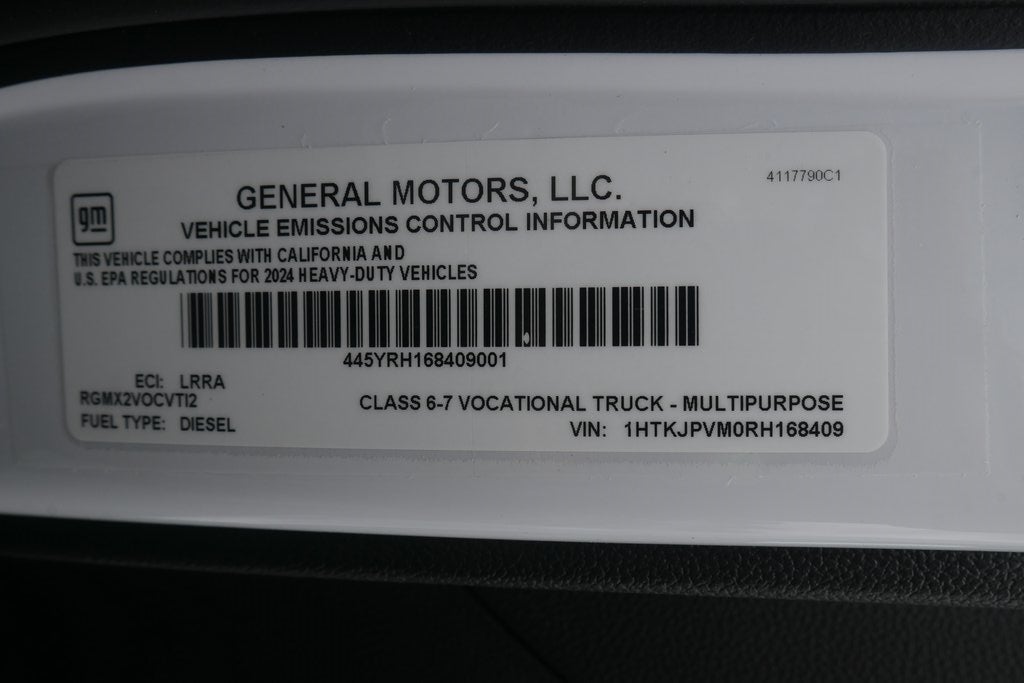 gm
GENERAL MOTORS, LLC.
4117790C1
VEHICLE EMISSIONS CONTROL INFORMATION
THIS VEHICLE COMPLIES WITH CALIFORNIA AND
U.S. EPA REGULATIONS FOR 2024 HEAVY-DUTY VEHICLES
445YRH168409001
ECI: LRRA
RGMX2VOCVTI2
CLASS 6-7 VOCATIONAL TRUCK - MULTIPURPOSE
FUEL TYPE: DIESEL
VIN: 1HTKJPVM0RH168409